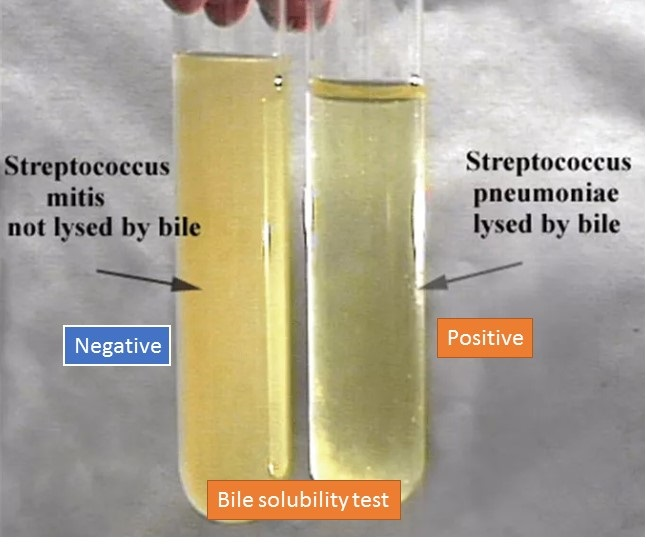 Streptococcus
mitis
not lysed by bile
Negative
Streptococcus
pneumoniae
lysed by bile
Positive
Bile solubility test